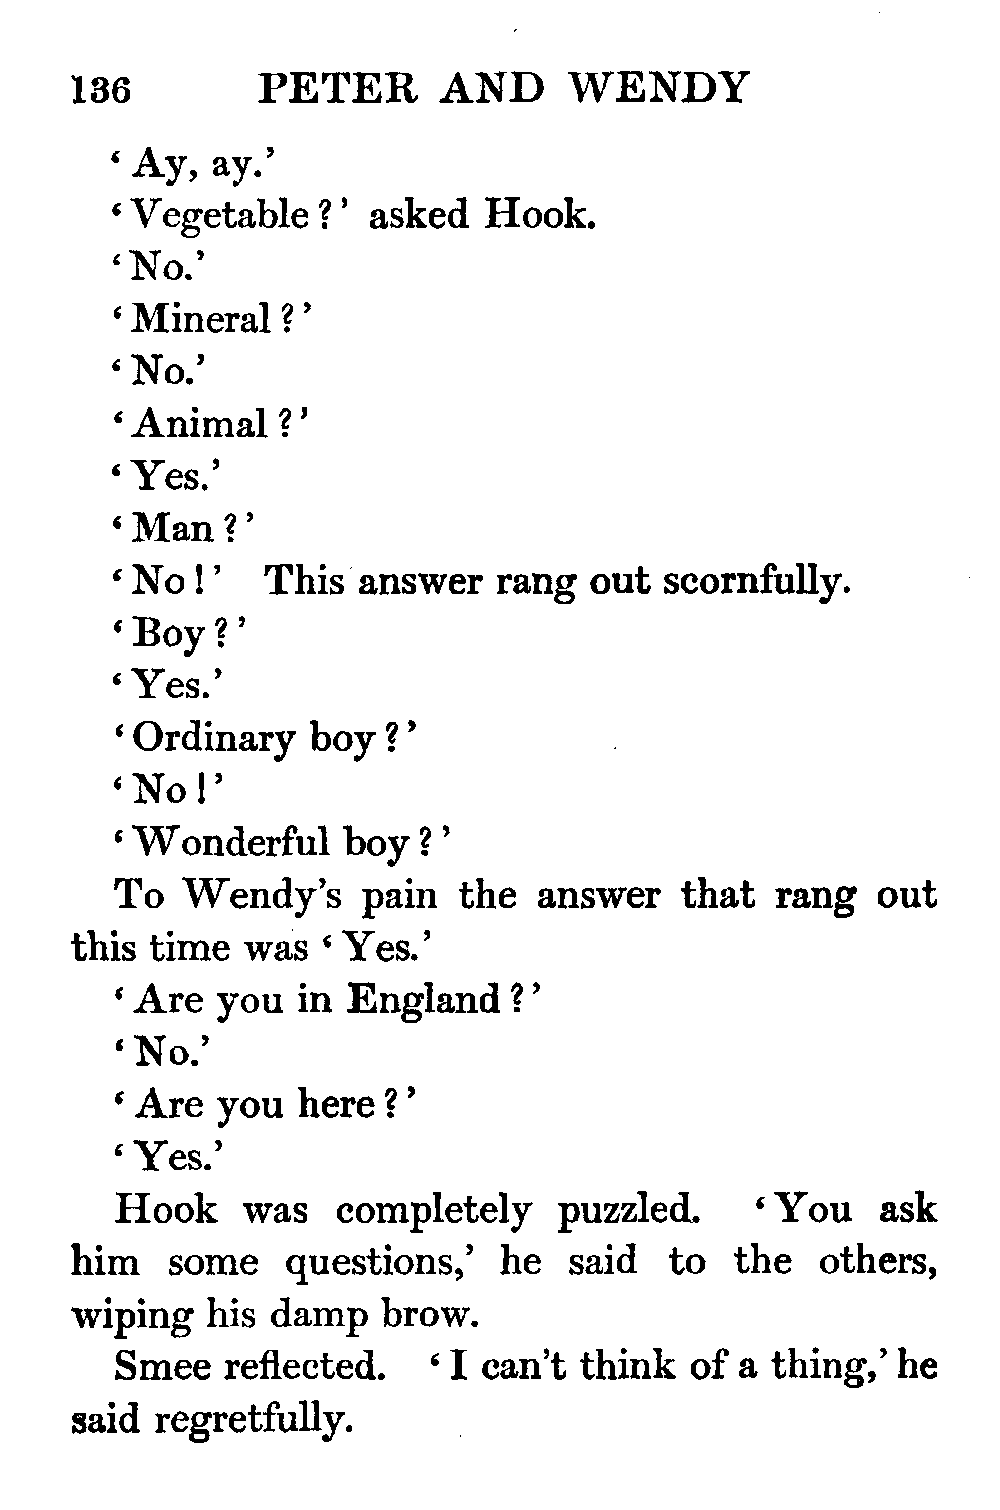 136 PETER AND WENDY
‘ Ay, ay.’
‘ Vegetable ? ’ asked Hook.
‘ No.’
‘ Mineral ? ’
‘ No.’
‘ Animal ? ’
‘ Yes.’
‘ Man ? ’
‘ No ! ’ This answer rang out scornfully.
‘ Boy ? ’
‘ Yes.’
‘ Ordinary boy ? ’
‘ No ! ’
‘ Wonderful boy ? ’
To Wendy’s pain the answer that rang out
this time was ‘ Yes.’
‘ Are you in England ? ’
‘ No.’
‘ Are you here ? ’
‘ Yes.’
Hook was completely puzzled. ‘ You ask
him some questions,’ he said to the others,
wiping his damp brow.
Smee reflected. ‘ I can’t think of a thing,’ he
said regretfully.